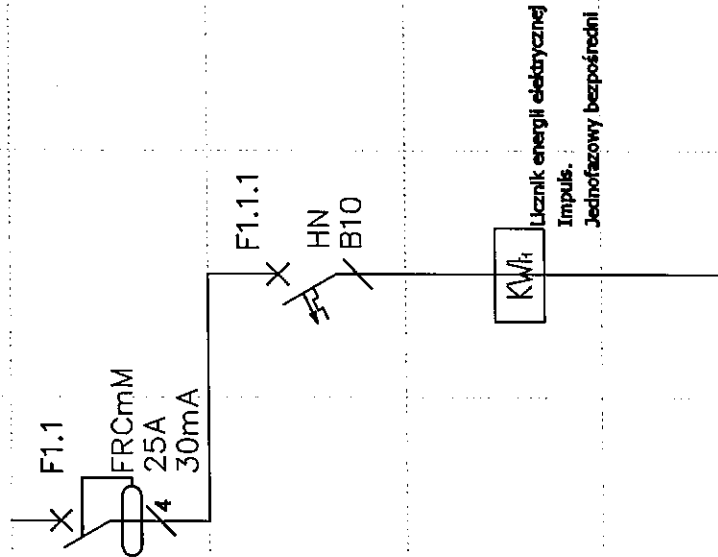 F1.1
FRCmM
25A
30mA
4
F1.1.1
HN
B10
KWh
Licznik energii elektrycznej
Impuls.
Jednofazowy bezpośredni